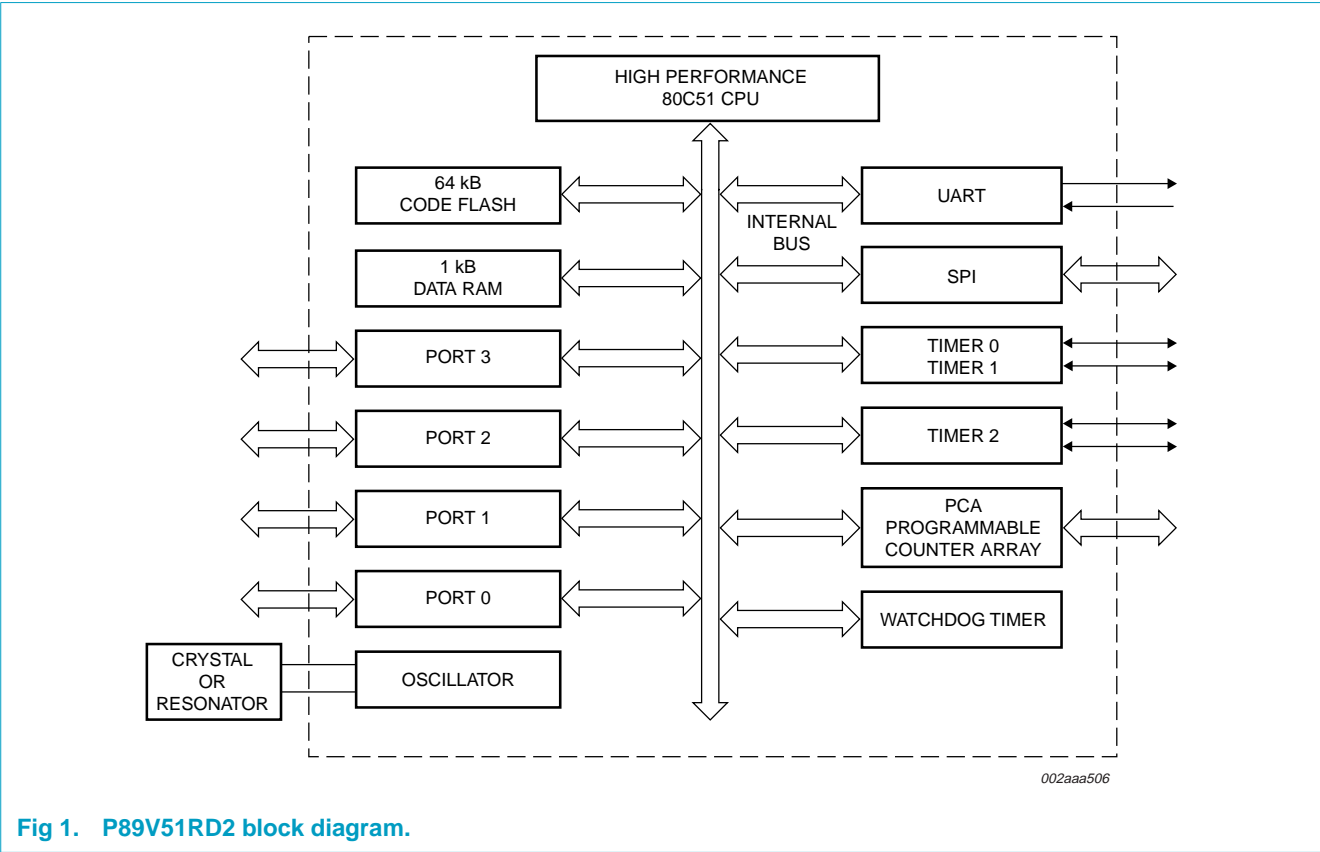 HIGH PERFORMANCE
80C51 CPU
64 kB
CODE FLASH
1 kB
DATA RAM
PORT 3
PORT 2
PORT 1
PORT 0
CRYSTAL
OR
RESONATOR
OSCILLATOR
INTERNAL
BUS
UART
SPI
TIMER 0
TIMER 1
TIMER 2
PCA
PROGRAMMABLE
COUNTER ARRAY
WATCHDOG TIMER
002aaa506
Fig 1. P89V51RD2 block diagram.